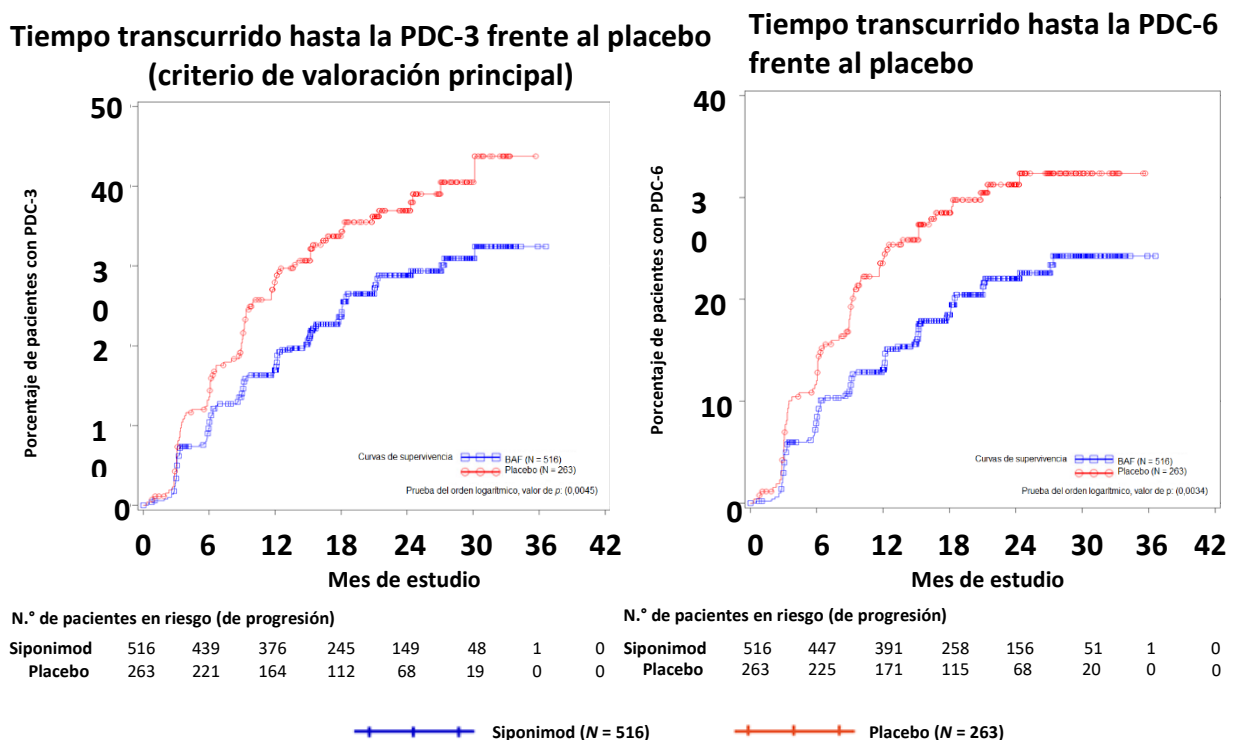 Tiempo transcurrido hasta la PDC-3 frente al placebo
(criterio de valoración principal)
Porcentaje de pacientes con PDC-3
50
40
3
0
2
1
0
0
Curvas de supervivencia BAF (N = 516)
Placebo (N = 263)
Prueba del orden logarítmico, valor de p: (0,0045)
0 6 12 18 24 30 36 42
Mes de estudio
N.° de pacientes en riesgo (de progresión)
Siponimod 516 439 376 245 149 48 1 0
Placebo 263 221 164 112 68 19 0 0
Tiempo transcurrido hasta la PDC-6
frente al placebo
Porcentaje de pacientes con PDC-6
40
3
0
20
10
0
Curvas de supervivencia BAF (N = 516)
Placebo (N = 263)
Prueba del orden logarítmico, valor de p: (0,0034)
0 6 12 18 24 30 36 42
Mes de estudio
N.° de pacientes en riesgo (de progresión)
Siponimod 516 447 391 258 156 51 1 0
Placebo 263 225 171 115 68 20 0 0
Siponimod (N = 516) Placebo (N = 263)